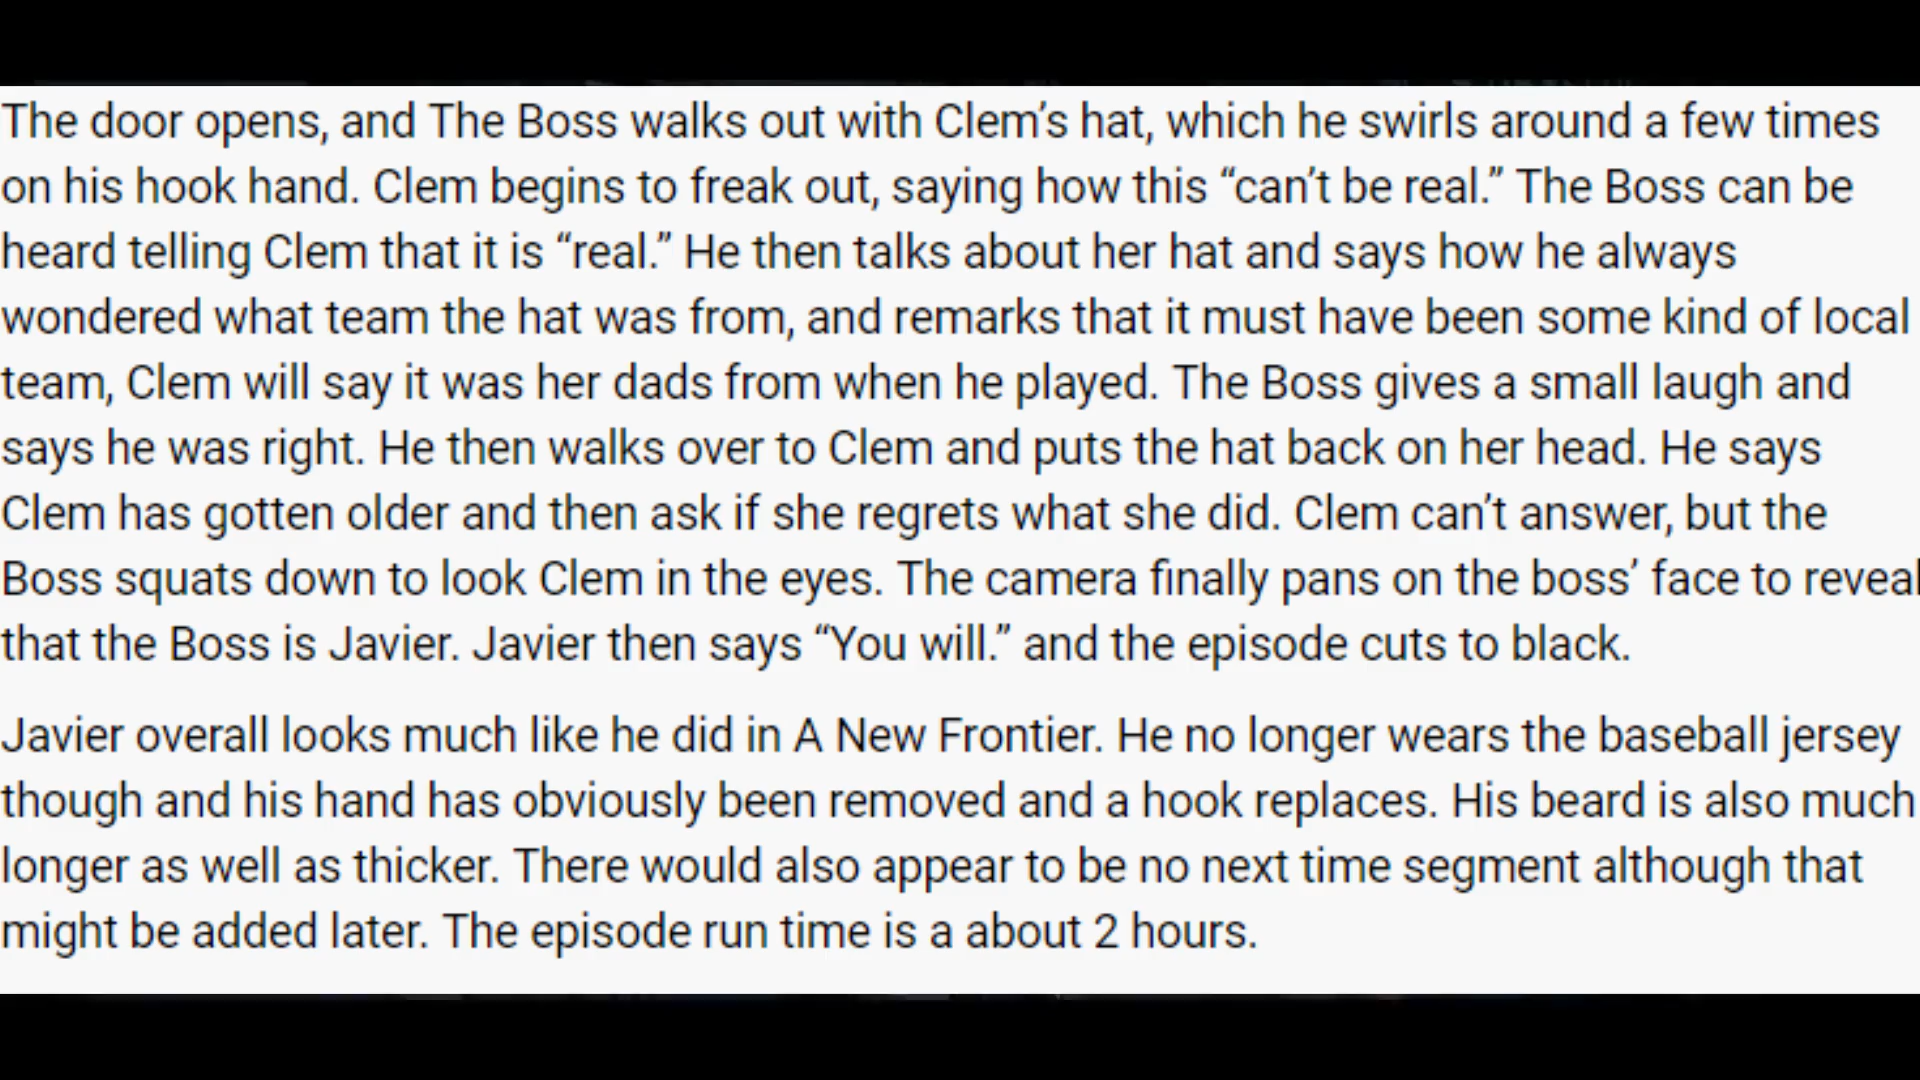 The door opens, and The Boss walks out with Clem’s hat, which he swirls around a few times
on his hook hand. Clem begins to freak out, saying how this “can’t be real.” The Boss can be
heard telling Clem that it is “real.” He then talks about her hat and says how he always
wondered what team the hat was from, and remarks that it must have been some kind of local
team, Clem will say it was her dads from when he played. The Boss gives a small laugh and
says he was right. He then walks over to Clem and puts the hat back on her head. He says
Clem has gotten older and then ask if she regrets what she did. Clem can’t answer, but the
Boss squats down to look Clem in the eyes. The camera finally pans on the boss’ face to reveal
that the Boss is Javier. Javier then says “You will.” and the episode cuts to black.
Javier overall looks much like he did in A New Frontier. He no longer wears the baseball jersey
though and his hand has obviously been removed and a hook replaces. His beard is also much
longer as well as thicker. There would also appear to be no next time segment although that
might be added later. The episode run time is a about 2 hours.